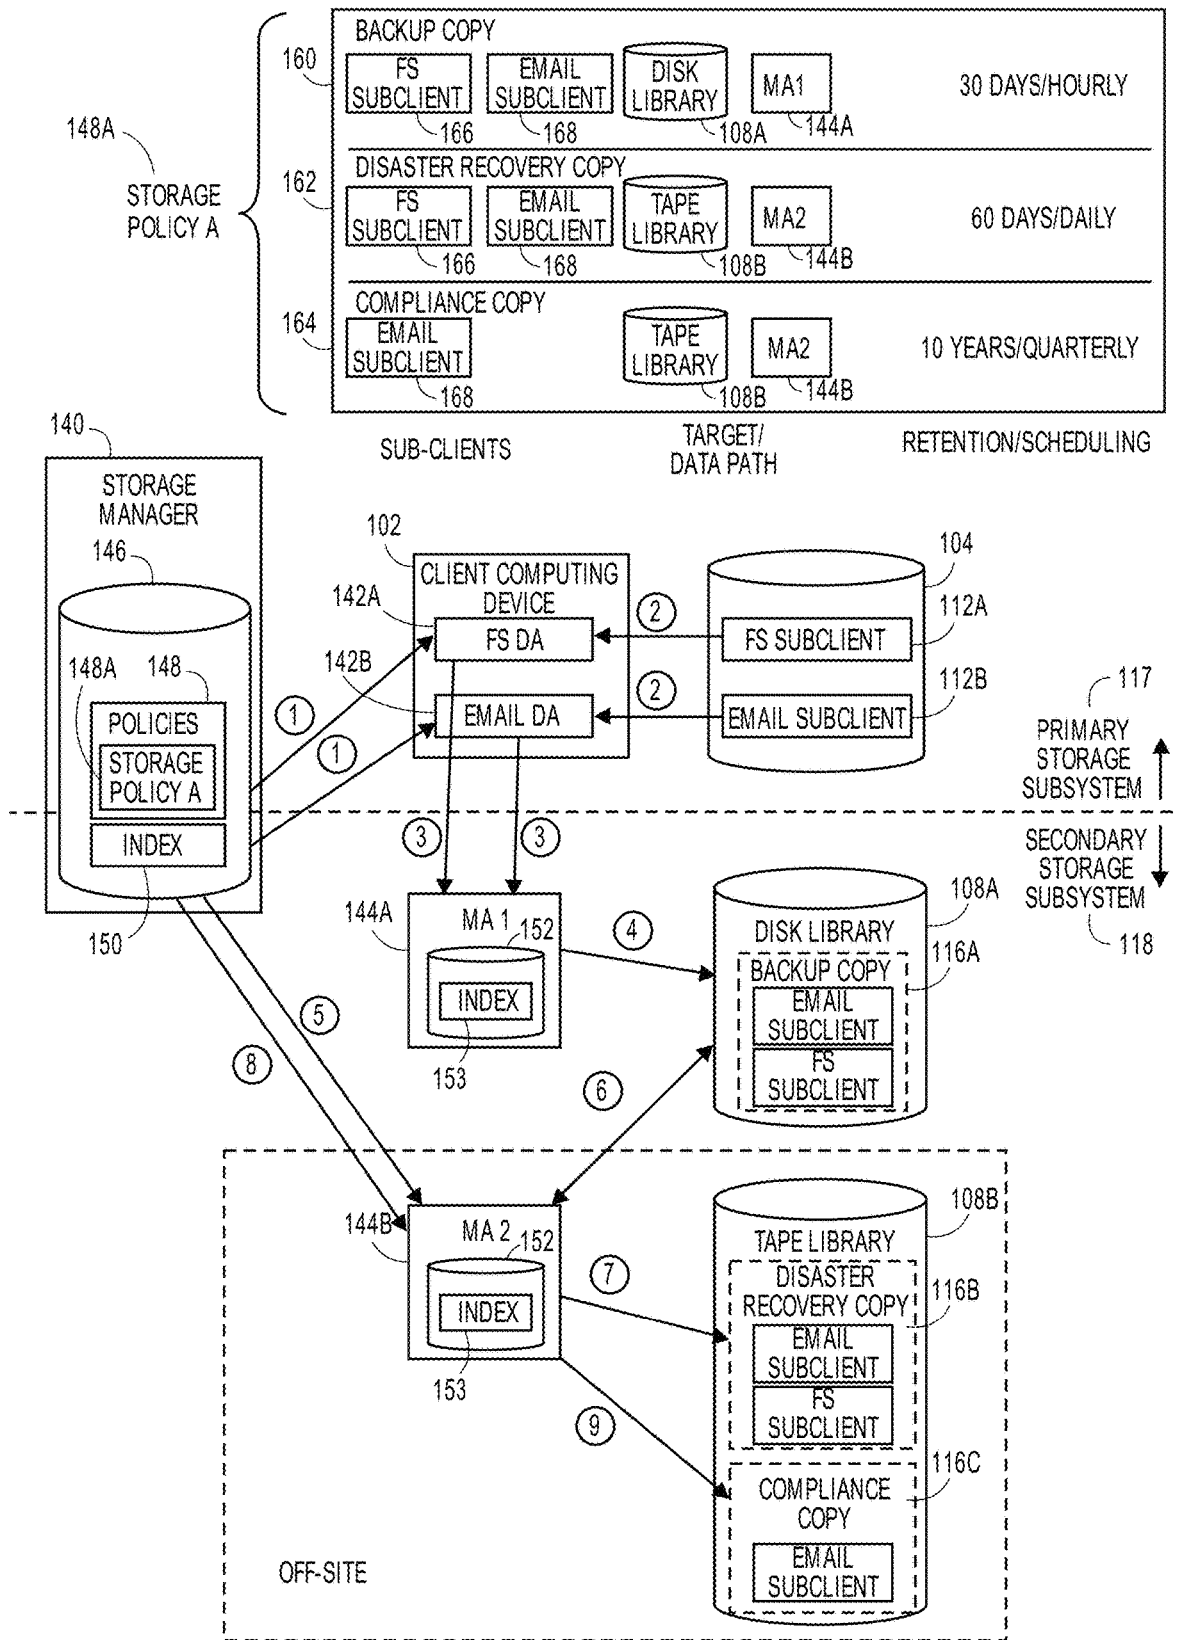 BACKUP COPY
160
FS
SUBCLIENT
166
EMAIL
SUBCLIENT
168
DISK
LIBRARY
108A
MA1
144A
30 DAYS/HOURLY
148A
STORAGE
POLICY A
DISASTER RECOVERY COPY
162
FS
SUBCLIENT
166
EMAIL
SUBCLIENT
168
TAPE
LIBRARY
108B
MA2
144B
60 DAYS/DAILY
COMPLIANCE COPY
164
EMAIL
SUBCLIENT
168
TAPE
LIBRARY
108B
MA2
144B
10 YEARS/QUARTERLY
SUB-CLIENTS
TARGET/
DATA PATH
RETENTION/SCHEDULING
140
STORAGE
MANAGER
146
148A
148
POLICIES
STORAGE
POLICY A
INDEX
150
1
1
102
CLIENT COMPUTING
DEVICE
142A
FS DA
142B
EMAIL DA
2
2
104
FS SUBCLIENT
112A
EMAIL SUBCLIENT
112B
117
PRIMARY
STORAGE
SUBSYSTEM
SECONDARY
STORAGE
SUBSYSTEM
118
3
3
144A
MA 1
152
INDEX
153
4
108A
DISK LIBRARY
116A
BACKUP COPY
EMAIL
SUBCLIENT
FS
SUBCLIENT
5
8
6
144B
MA 2
152
INDEX
153
7
9
108B
TAPE LIBRARY
DISASTER
RECOVERY COPY
116B
EMAIL
SUBCLIENT
FS
SUBCLIENT
116C
COMPLIANCE
COPY
EMAIL
SUBCLIENT
OFF-SITE